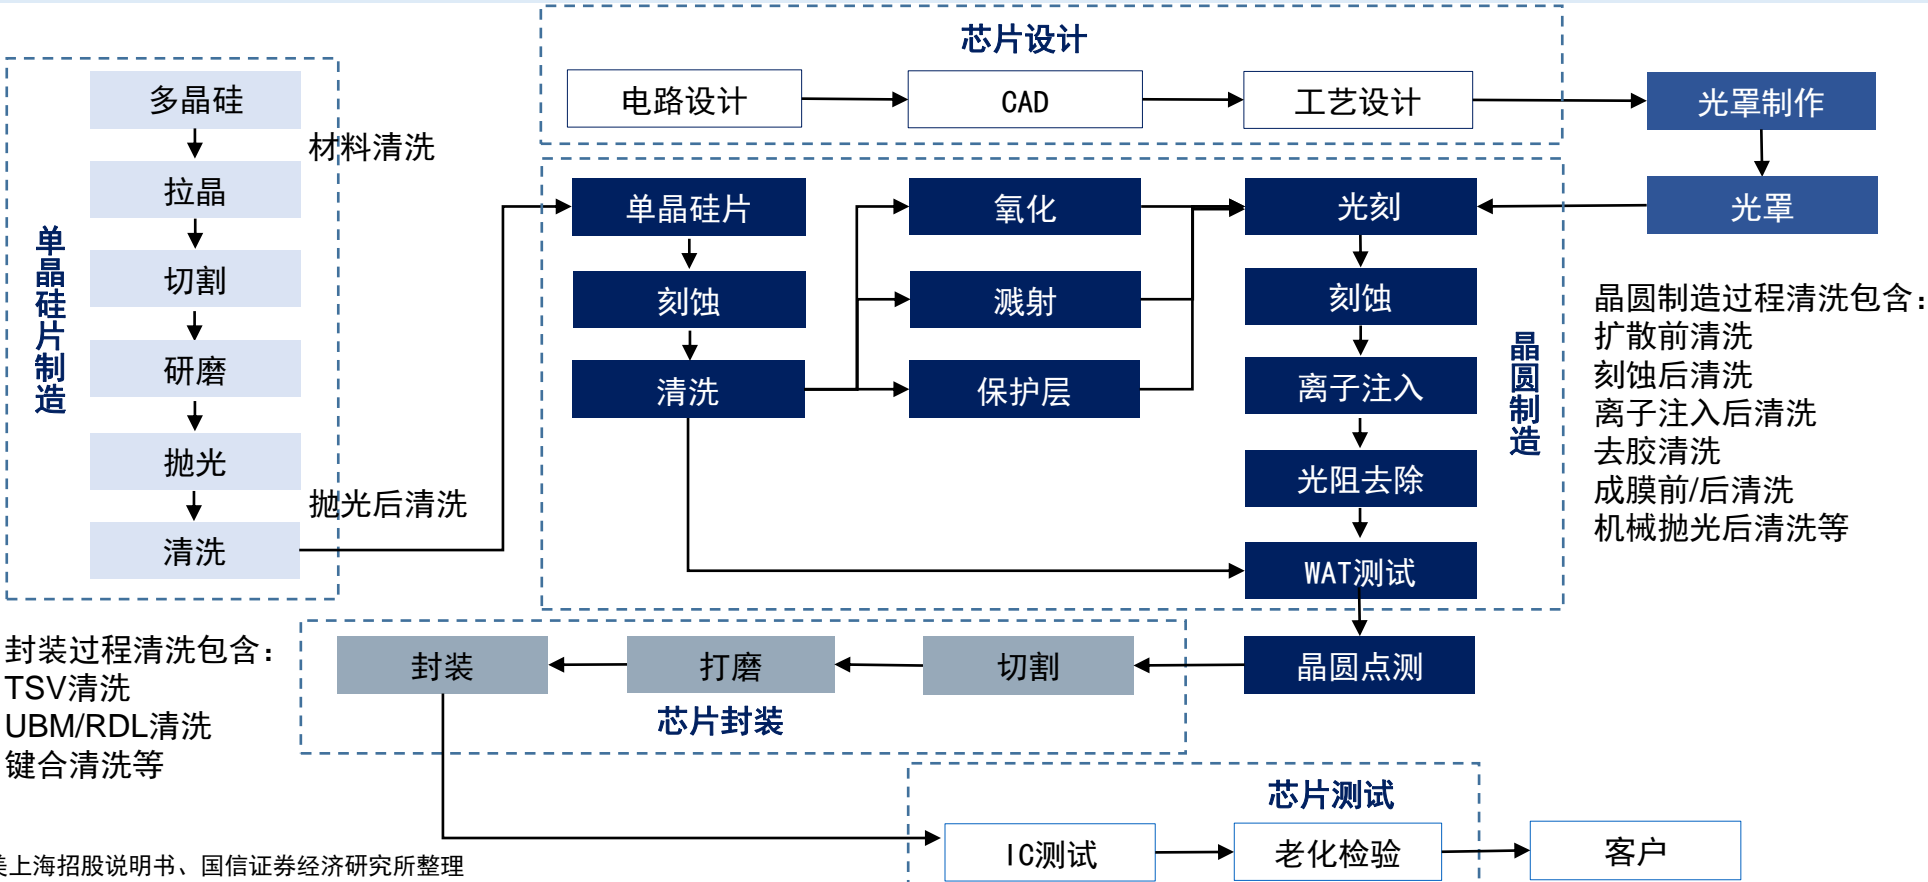 芯片设计
电路设计
CAD
工艺设计
光罩制作
光罩
单晶硅片制造
多晶硅
材料清洗
拉晶
切割
研磨
抛光
抛光后清洗
清洗
单晶硅片
刻蚀
清洗
氧化
溅射
保护层
光刻
刻蚀
离子注入
光阻去除
WAT测试
晶圆制造
晶圆制造过程清洗包含：
扩散前清洗
刻蚀后清洗
离子注入后清洗
去胶清洗
成膜前/后清洗
机械抛光后清洗等
封装过程清洗包含：
TSV清洗
UBM/RDL清洗
键合清洗等
封装
打磨
切割
晶圆点测
芯片封装
芯片测试
IC测试
老化检验
客户
上海招股说明书、国信证券经济研究所整理